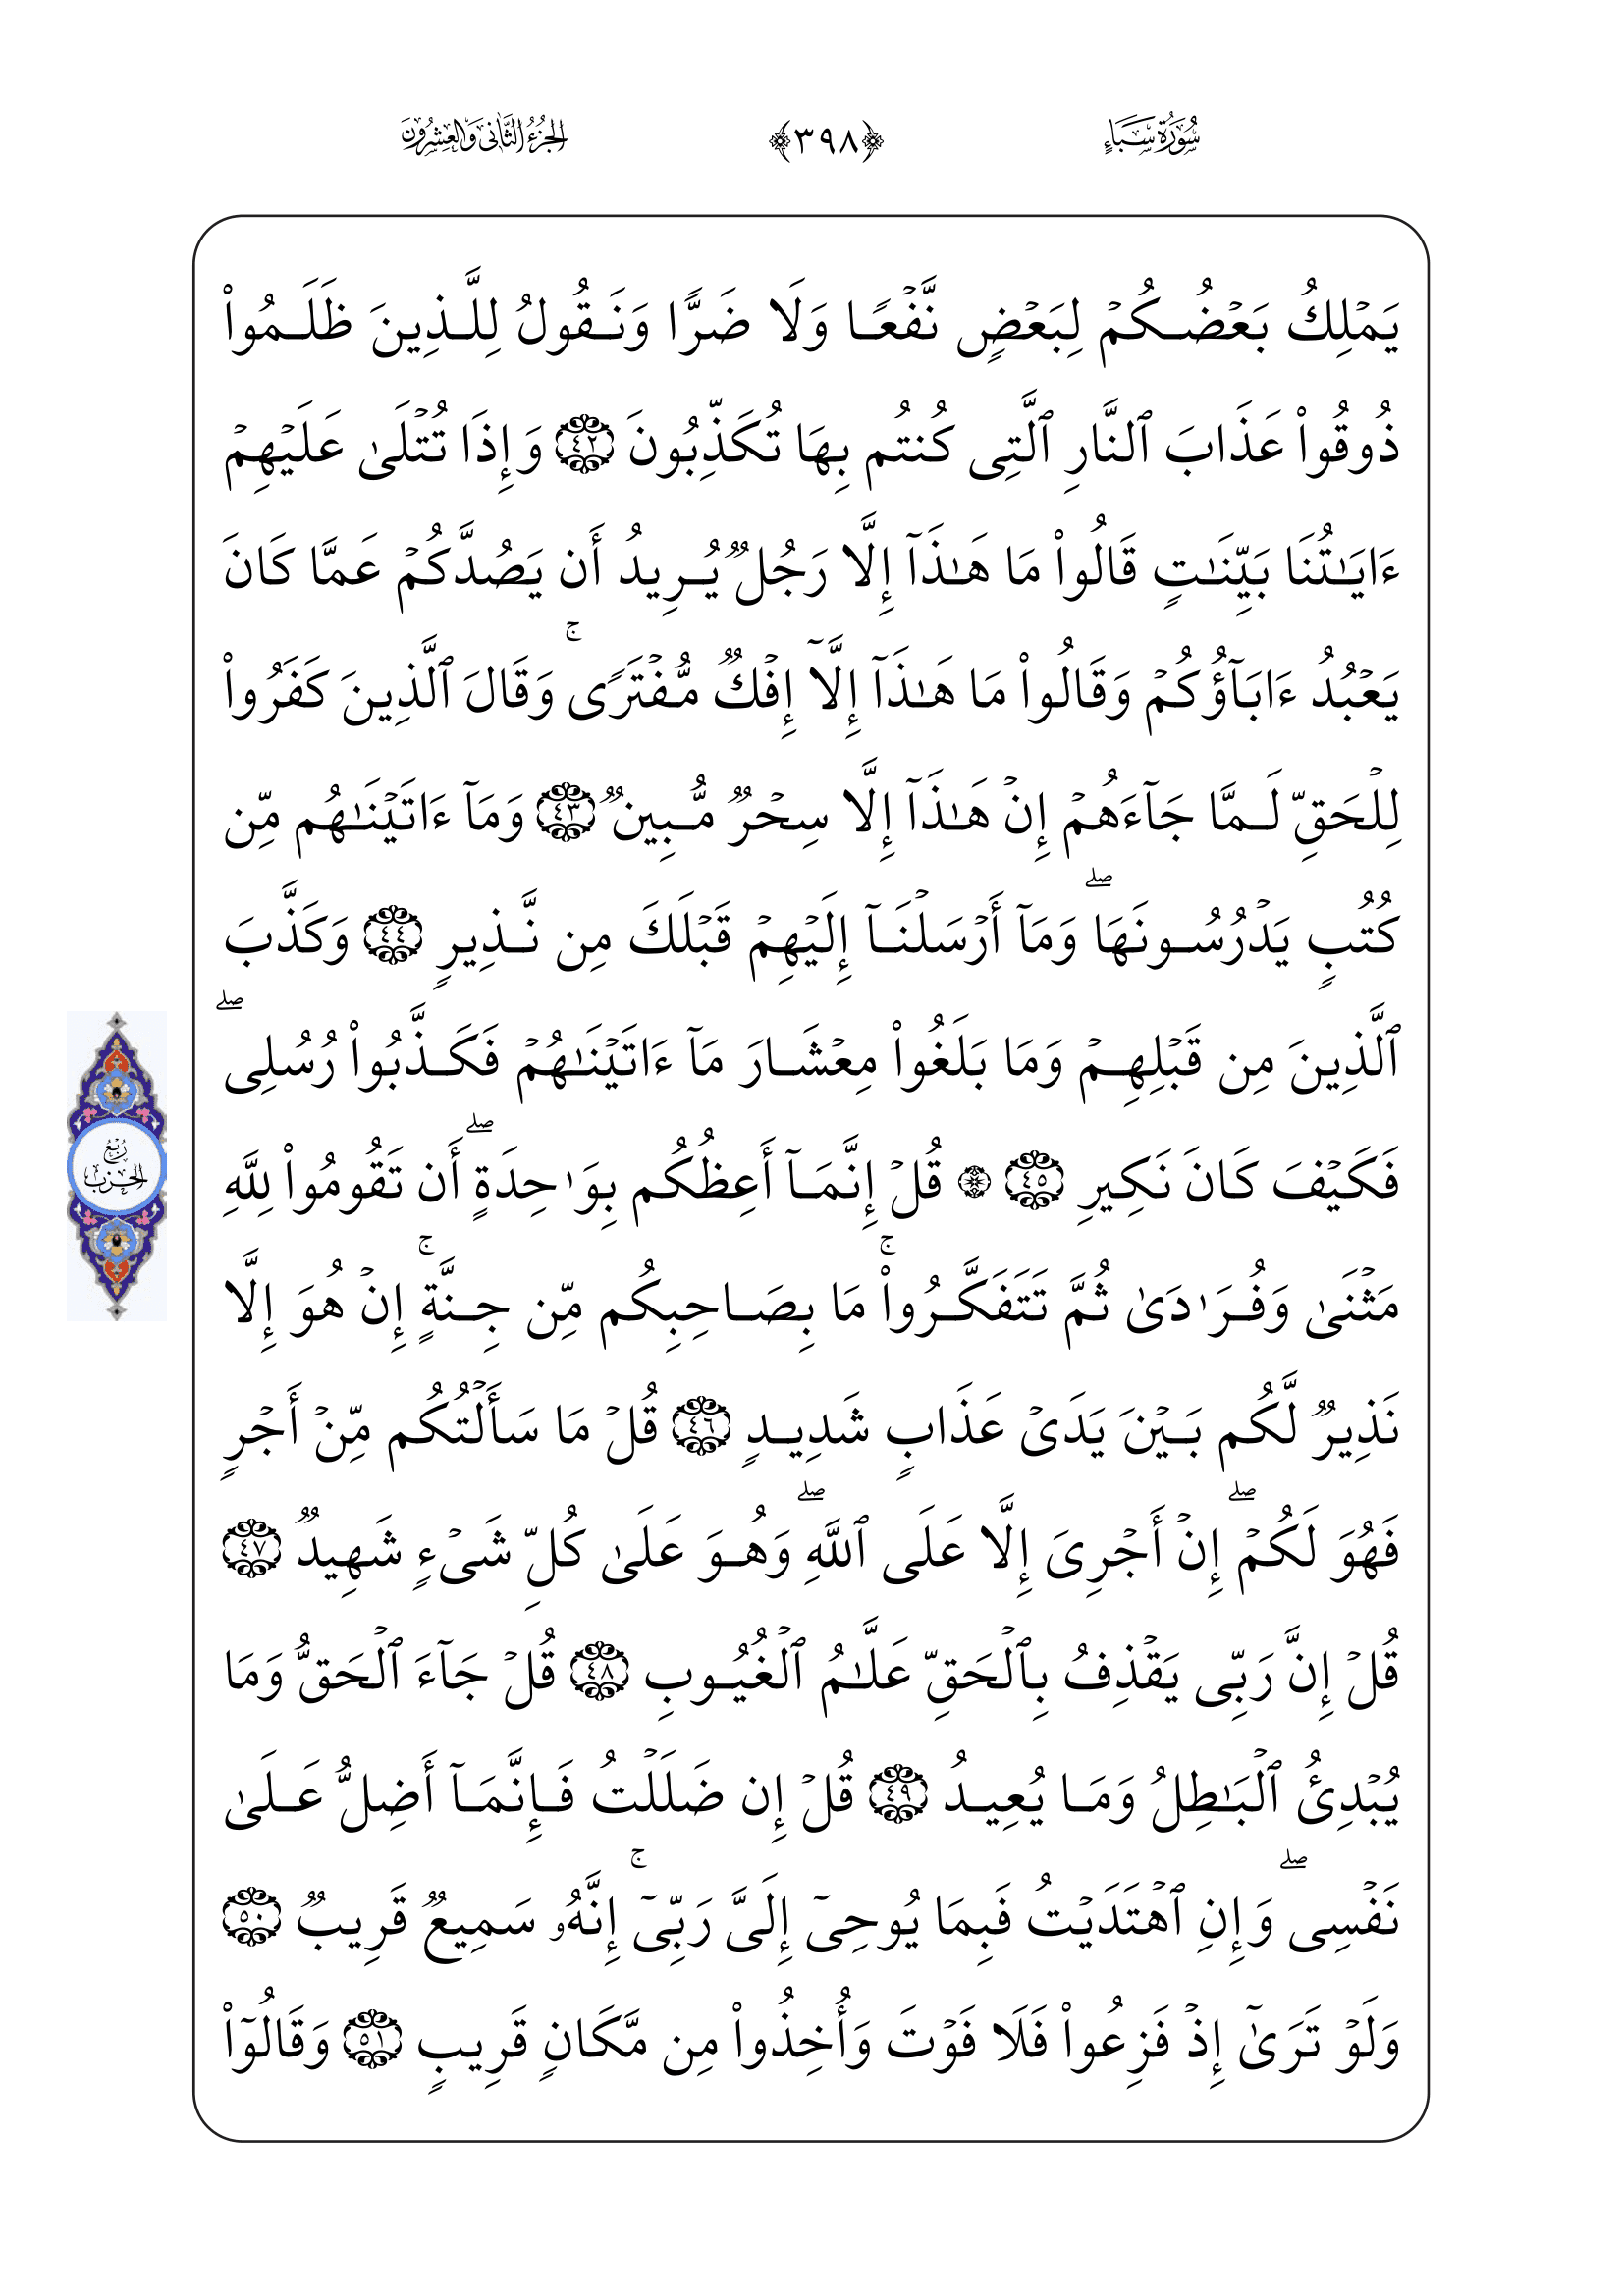 سُورَةُ سَبَإٍ
﴿٣٩٨﴾
الجُزْءُ الثَّانِي وَالعِشْرُونَ
يَمۡلِكُ بَعۡضُكُمۡ لِبَعۡضٖ نَّفۡعٗا وَلَا ضَرّٗا وَنَقُولُ لِلَّذِينَ ظَلَمُواْ
ذُوقُواْ عَذَابَ ٱلنَّارِ ٱلَّتِى كُنتُم بِهَا تُكَذِّبُونَ ٤٢ وَإِذَا تُتۡلَىٰ عَلَيۡهِمۡ
ءَايَٰتُنَا بَيِّنَٰتٖ قَالُواْ مَا هَٰذَآ إِلَّا رَجُلٞ يُرِيدُ أَن يَصُدَّكُمۡ عَمَّا كَانَ
يَعۡبُدُ ءَابَآؤُكُمۡ وَقَالُواْ مَا هَٰذَآ إِلَّآ إِفۡكٞ مُّفۡتَرٗىۚ وَقَالَ ٱلَّذِينَ كَفَرُواْ
لِلۡحَقِّ لَمَّا جَآءَهُمۡ إِنۡ هَٰذَآ إِلَّا سِحۡرٞ مُّبِينٞ ٤٣ وَمَآ ءَاتَيۡنَٰهُم مِّن
كُتُبٖ يَدۡرُسُونَهَاۖ وَمَآ أَرۡسَلۡنَآ إِلَيۡهِمۡ قَبۡلَكَ مِن نَّذِيرٖ ٤٤ وَكَذَّبَ
ٱلَّذِينَ مِن قَبۡلِهِمۡ وَمَا بَلَغُواْ مِعۡشَارَ مَآ ءَاتَيۡنَٰهُمۡ فَكَذَّبُواْ رُسُلِىۖ
فَكَيۡفَ كَانَ نَكِيرِ ٤٥ ۞ قُلۡ إِنَّمَآ أَعِظُكُم بِوَٰحِدَةٍۖ أَن تَقُومُواْ لِلَّهِ
رُبْعُ
الحِزْبِ
مَثۡنَىٰ وَفُرَٰدَىٰ ثُمَّ تَتَفَكَّرُواْۚ مَا بِصَاحِبِكُم مِّن جِنَّةٍۚ إِنۡ هُوَ إِلَّا
نَذِيرٞ لَّكُم بَيۡنَ يَدَىۡ عَذَابٖ شَدِيدٖ ٤٦ قُلۡ مَا سَأَلۡتُكُم مِّنۡ أَجۡرٖ
فَهُوَ لَكُمۡۖ إِنۡ أَجۡرِىَ إِلَّا عَلَى ٱللَّهِۖ وَهُوَ عَلَىٰ كُلِّ شَىۡءٖ شَهِيدٞ ٤٧
قُلۡ إِنَّ رَبِّى يَقۡذِفُ بِٱلۡحَقِّ عَلَّٰمُ ٱلۡغُيُوبِ ٤٨ قُلۡ جَآءَ ٱلۡحَقُّ وَمَا
يُبۡدِئُ ٱلۡبَٰطِلُ وَمَا يُعِيدُ ٤٩ قُلۡ إِن ضَلَلۡتُ فَإِنَّمَآ أَضِلُّ عَلَىٰ
نَفۡسِىۖ وَإِنِ ٱهۡتَدَيۡتُ فَبِمَا يُوحِىٓ إِلَىَّ رَبِّىٓۚ إِنَّهُۥ سَمِيعٞ قَرِيبٞ ٥٠
وَلَوۡ تَرَىٰٓ إِذۡ فَزِعُواْ فَلَا فَوۡتَ وَأُخِذُواْ مِن مَّكَانٖ قَرِيبٖ ٥١ وَقَالُوٓاْ